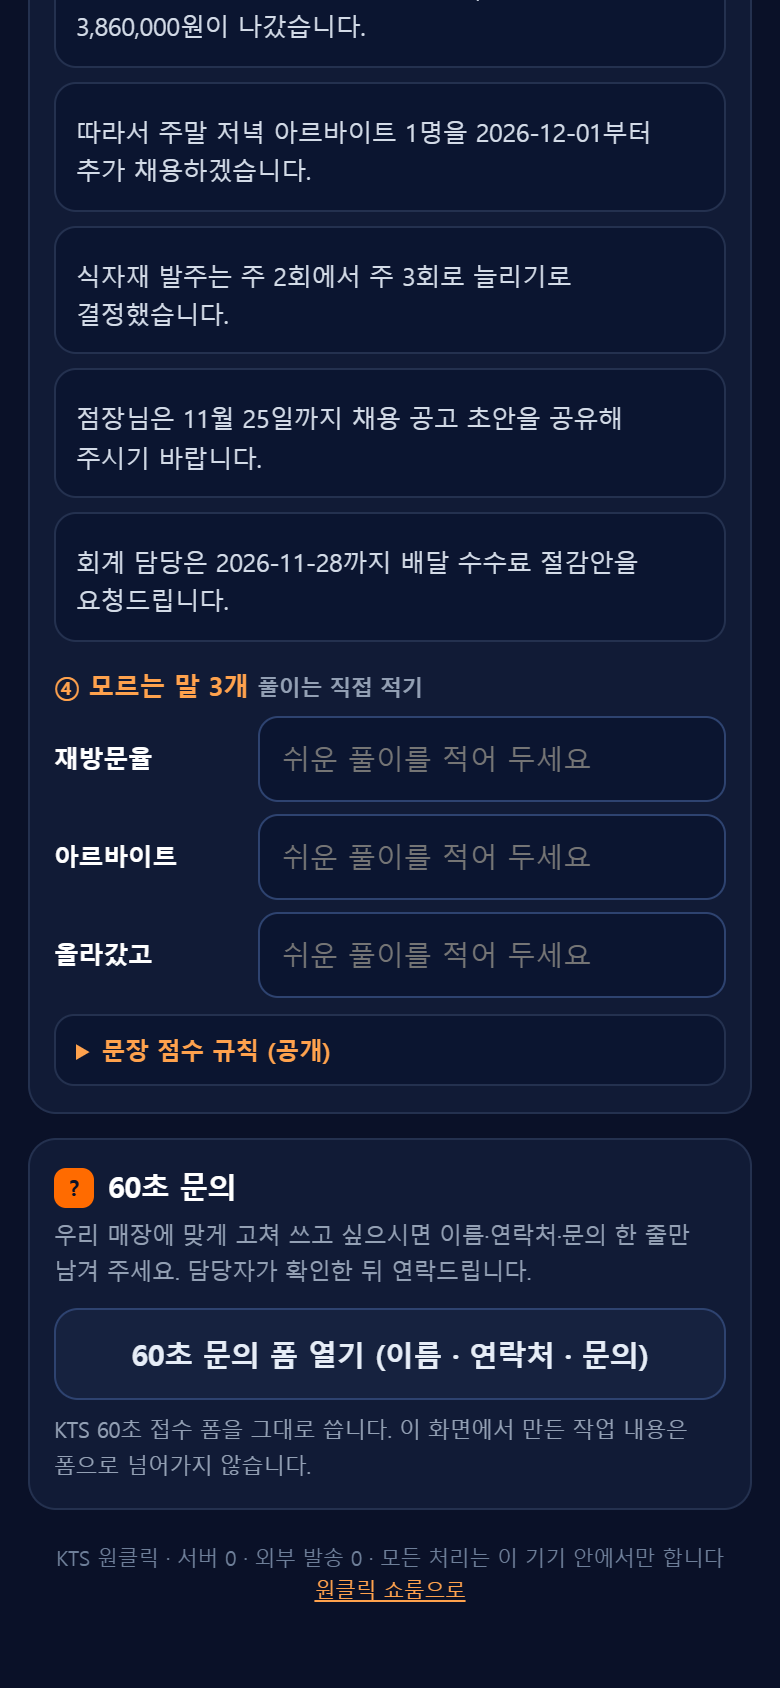 3,860,000원이 나갔습니다.
따라서 주말 저녁 아르바이트 1명을 2026-12-01부터
추가 채용하겠습니다.
식자재 발주는 주 2회에서 주 3회로 늘리기로
결정했습니다.
점장님은 11월 25일까지 채용 공고 초안을 공유해
주시기 바랍니다.
회계 담당은 2026-11-28까지 배달 수수료 절감안을
요청드립니다.
④ 모르는 말 3개 풀이는 직접 적기
재방문율 쉬운 풀이를 적어 두세요
아르바이트 쉬운 풀이를 적어 두세요
올라갔고 쉬운 풀이를 적어 두세요
▶ 문장 점수 규칙 (공개)
? 60초 문의
우리 매장에 맞게 고쳐 쓰고 싶으시면 이름·연락처·문의 한 줄만
남겨 주세요. 담당자가 확인한 뒤 연락드립니다.
60초 문의 폼 열기 (이름 · 연락처 · 문의)
KTS 60초 접수 폼을 그대로 씁니다. 이 화면에서 만든 작업 내용은
폼으로 넘어가지 않습니다.
KTS 원클릭 · 서버 0 · 외부 발송 0 · 모든 처리는 이 기기 안에서만 합니다
원클릭 쇼룸으로